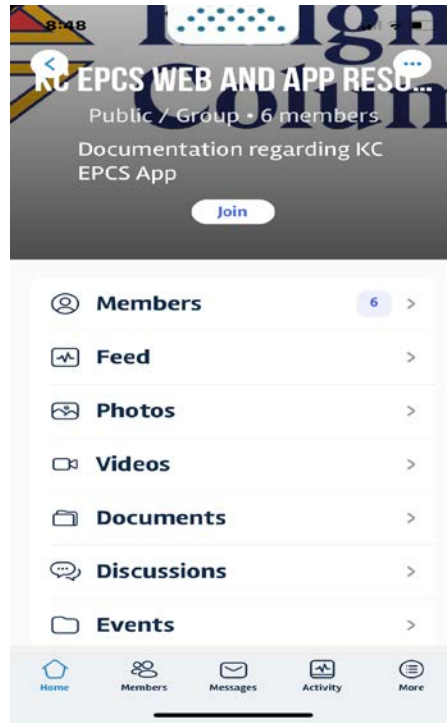 8:48
KC EPCS WEB AND APP RESO...
Public / Group • 6 members
Documentation regarding KC
EPCS App
Join
Members 6
Feed
Photos
Videos
Documents
Discussions
Events
Home Members Messages Activity More